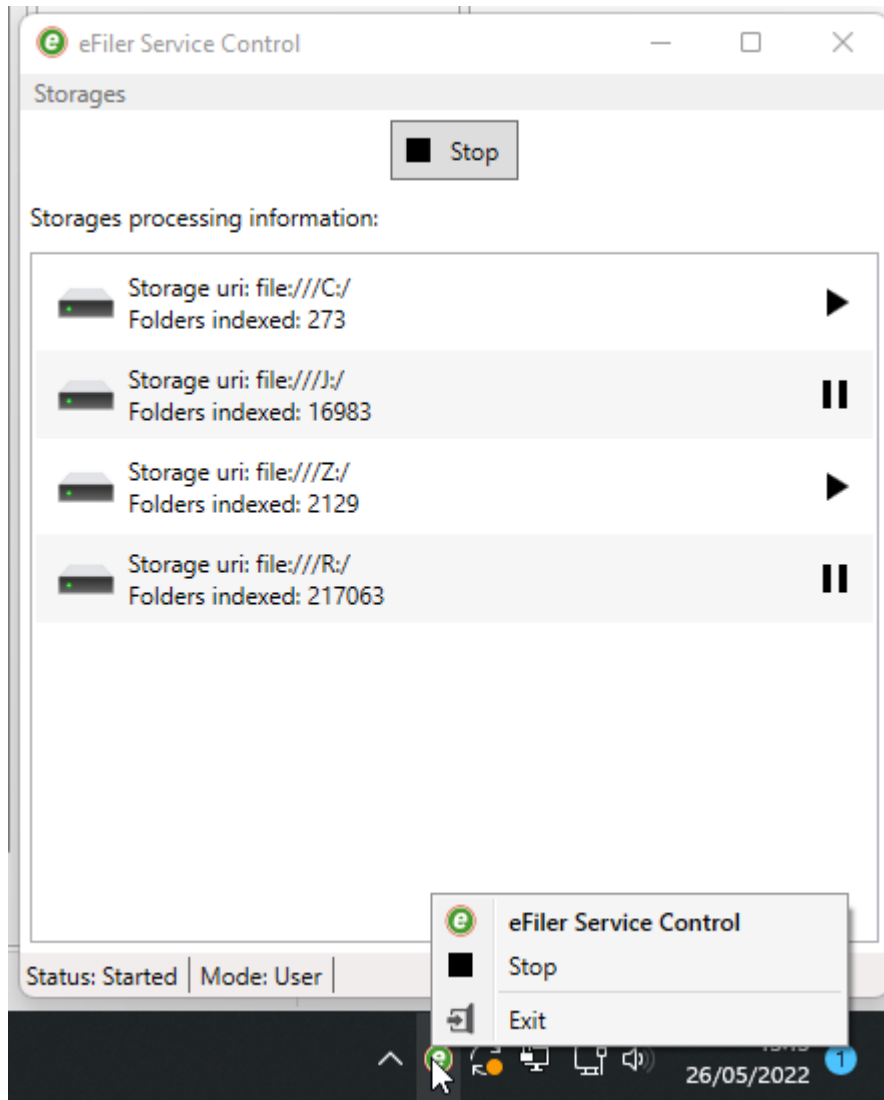 eFiler Service Control
Storages
Stop
Storages processing information:
Storage uri: file:///C:/
Folders indexed: 273
Storage uri: file:///J:/
Folders indexed: 16983
Storage uri: file:///Z:/
Folders indexed: 2129
Storage uri: file:///R:/
Folders indexed: 217063
eFiler Service Control
Stop
Exit
Status: Started
Mode: User
26/05/2022
1